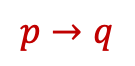 p → q